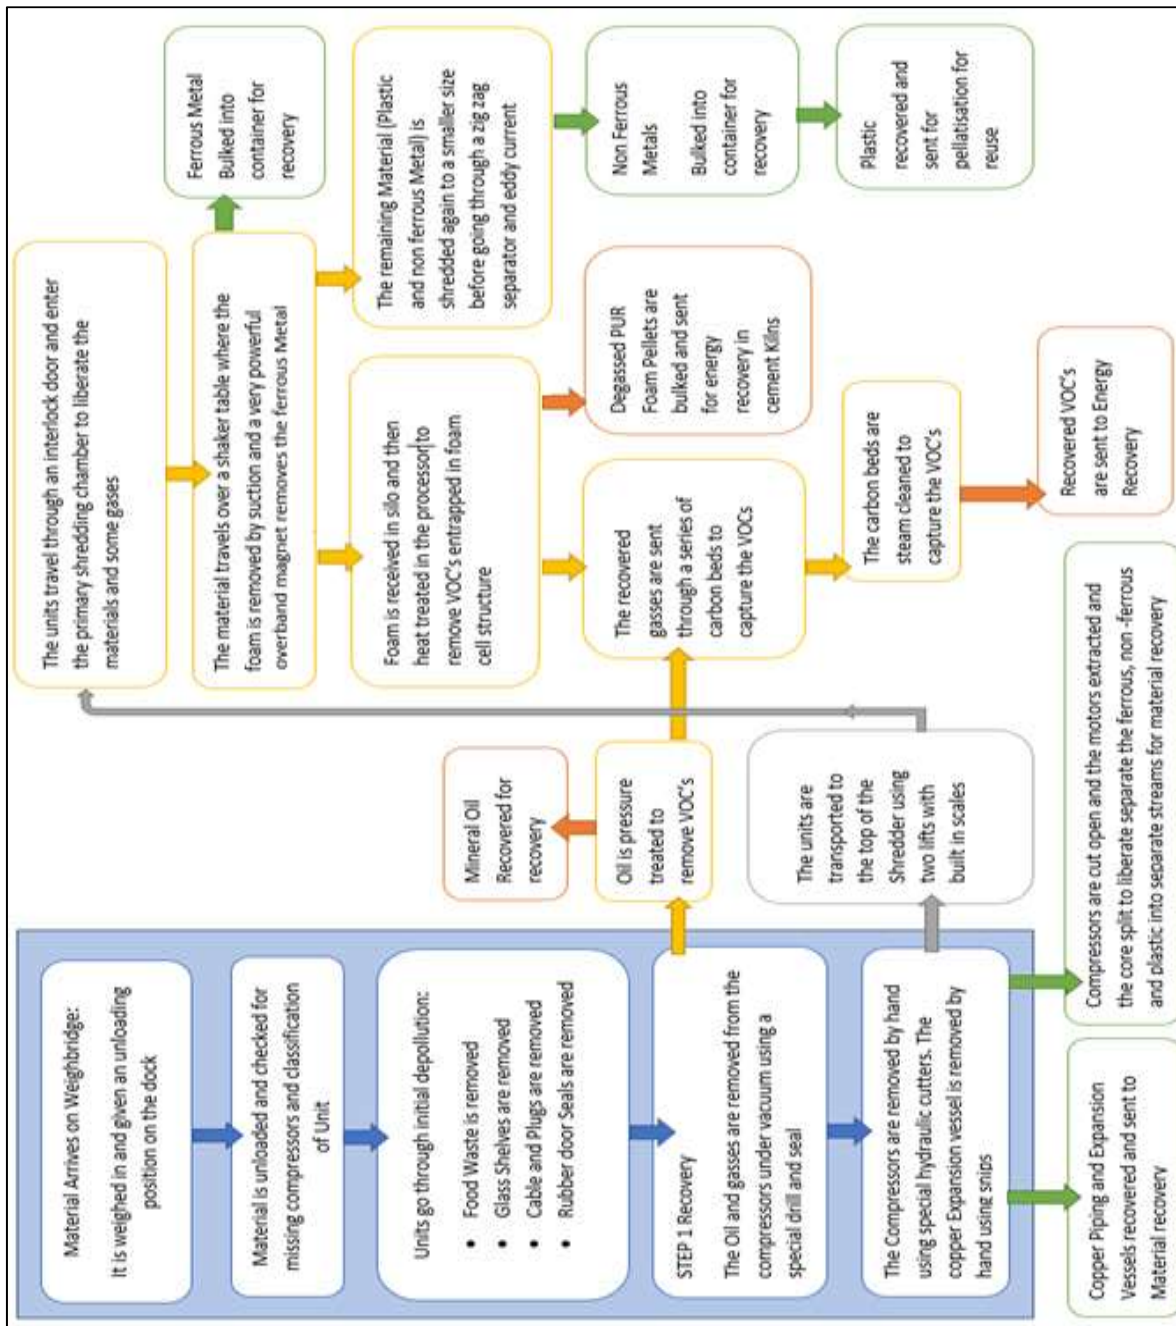 Material Arrives on Weighbridge:
It is weighed in and given an unloading
position on the dock
Material is unloaded and checked for
missing compressors and classification
of Unit
Units go through initial depollution:
• Food Waste is removed
• Glass Shelves are removed
• Cable and Plugs are removed
• Rubber door Seals are removed
STEP 1 Recovery
The Oil and gasses are removed from the
compressors under vacuum using a
special drill and seal
The Compressors are removed by hand
using special hydraulic cutters. The
copper Expansion vessel is removed by
hand using snips
Copper Piping and Expansion
Vessels recovered and sent to
Material recovery
Compressors are cut open and the motors extracted and
the core split to liberate separate the ferrous, non -ferrous
and plastic into separate streams for material recovery
Mineral Oil
Recovered for
recovery
Oil is pressure
treated to
remove VOC's
The units are
transported to
the top of the
Shredder using
two lifts with
built in scales
The units travel through an interlock door and enter
the primary shredding chamber to liberate the
materials and some gases
The material travels over a shaker table where the
foam is removed by suction and a very powerful
overband magnet removes the ferrous Metal
Ferrous Metal
Bulked into
container for
recovery
Foam is received in silo and then
heat treated in the processor to
remove VOC's entrapped in foam
cell structure
The remaining Material (Plastic
and non ferrous Metal) is
shredded again to a smaller size
before going through a zig zag
separator and eddy current
The recovered
gasses are sent
through a series of
carbon beds to
capture the VOCs
Degassed PUR
Foam Pellets are
bulked and sent
for energy
recovery in
cement Kilns
Non Ferrous
Metals
Bulked into
container for
recovery
The carbon beds are
steam cleaned to
capture the VOC's
Plastic
recovered and
sent for
pellatisation for
reuse
Recovered VOC's
are sent to Energy
Recovery